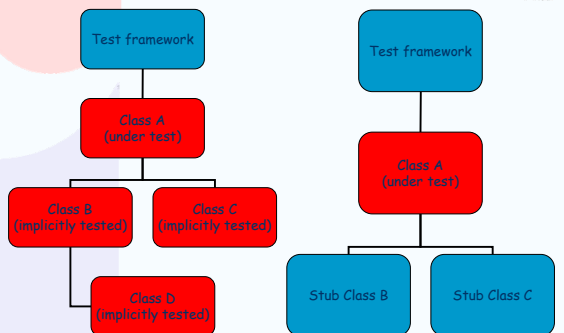 Test framework
Class A
(under test)
Class B
(implicitly tested)
Class C
(implicitly tested)
Class D
(implicitly tested)
Test framework
Class A
(under test)
Stub Class B
Stub Class C